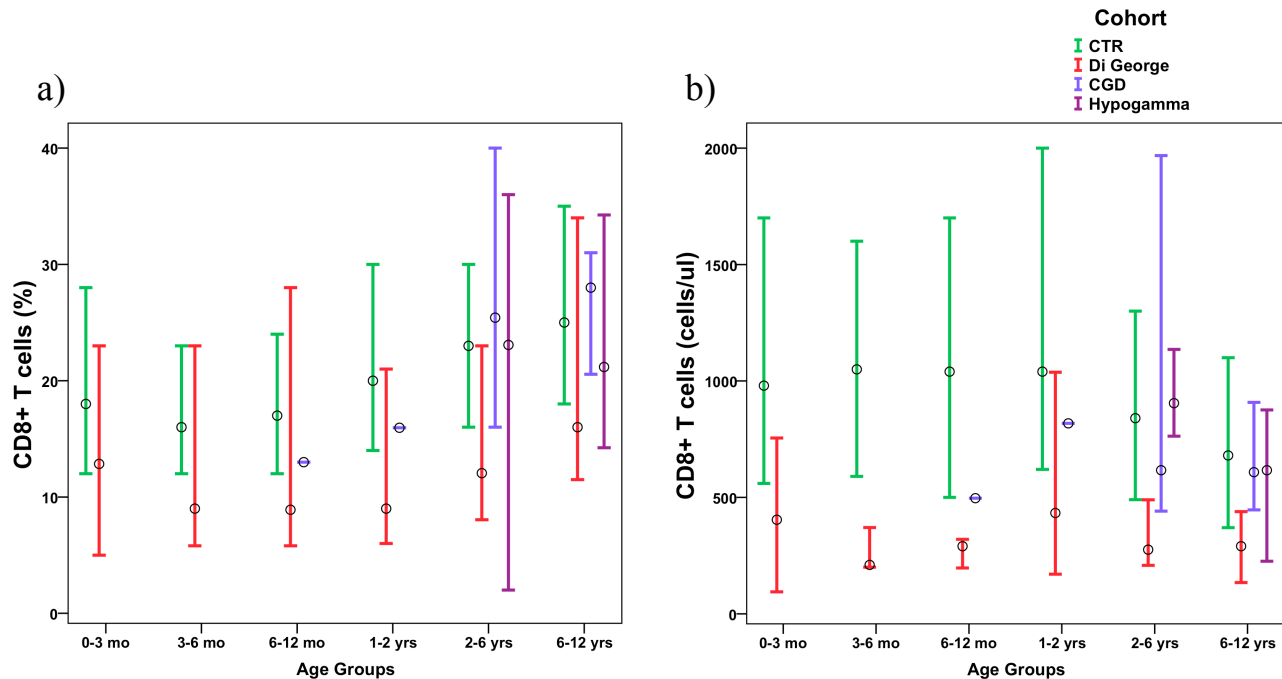 Cohort
CTR
Di George
CGD
Hypogamma
a)
40
30
20
10
0
CD8+ T cells (%)
0-3 mo 3-6 mo 6-12 mo 1-2 yrs 2-6 yrs 6-12 yrs
Age Groups
b)
2000
1500
1000
500
0
CD8+ T cells (cells/ul)
0-3 mo 3-6 mo 6-12 mo 1-2 yrs 2-6 yrs 6-12 yrs
Age Groups